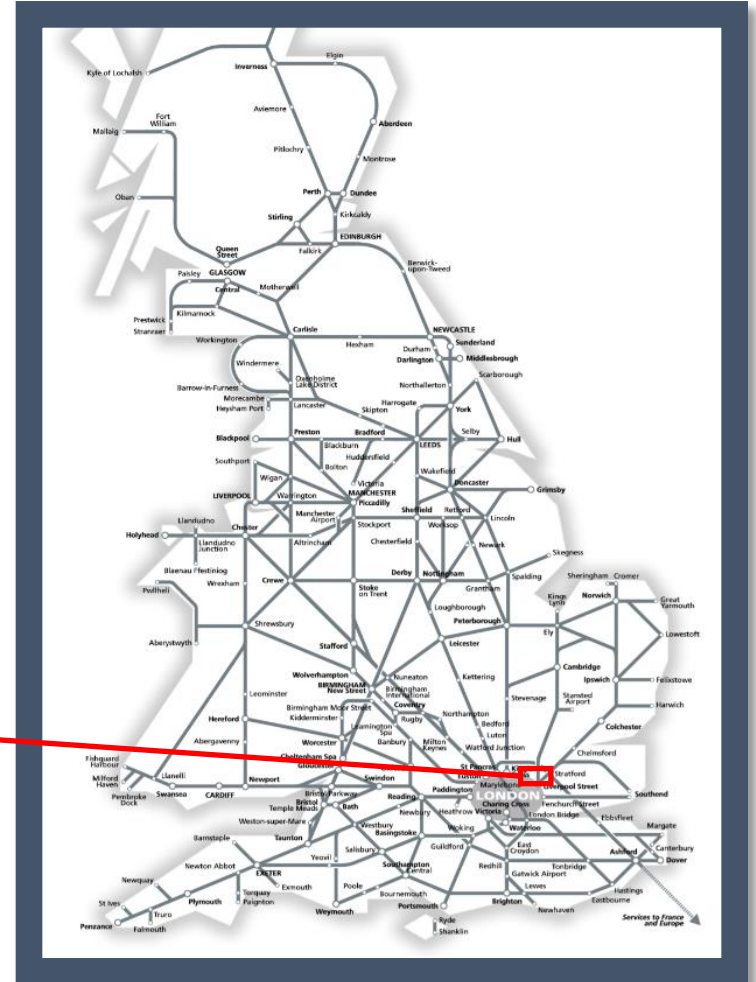 Elgin
Inverness
Kyle of Lochalsh
Aviemore
Fort
William
Mallaig
Aberdeen
Pitlochry
Montrose
Perth
Dundee
Oban
Stirling
Kirkcaldy
EDINBURGH
Queen
Street
Falkirk
Berwick-
upon-Tweed
Paisley
GLASGOW
Central
Motherwell
Prestwick
Kilmarnock
Stranraer
Carlisle
NEWCASTLE
Sunderland
Workington
Hexham
Durham
Darlington
Middlesbrough
Windermere
Scarborough
Oxenholme
Lake District
Barrow-in-Furness
Northallerton
Morecambe
Lancaster
Harrogate
York
Heysham Port
Skipton
Blackpool
Preston
Bradford
Selby
Hull
Blackburn
LEEDS
Huddersfield
Southport
Bolton
Wakefield
Wigan
Victoria
Doncaster
Grimsby
LIVERPOOL
Warrington
MANCHESTER
Piccadilly
Manchester
Airport
Sheffield
Retford
Lincoln
Llandudno
Stockport
Worksop
Holyhead
Chester
Llandudno
Junction
Altrincham
Chesterfield
Newark
Skegness
Blaenau Ffestiniog
Derby
Nottingham
Spalding
Sheringham
Cromer
Pwllheli
Wrexham
Crewe
Stoke
on Trent
Grantham
Kings
Lynn
Norwich
Great
Yarmouth
Loughborough
Peterborough
Shrewsbury
Ely
Lowestoft
Aberystwyth
Stafford
Leicester
Wolverhampton
Nuneaton
Kettering
Cambridge
BIRMINGHAM
New Street
Birmingham
International
Ipswich
Felixstowe
Leominster
Coventry
Stevenage
Stansted
Airport
Birmingham Moor Street
Northampton
Harwich
Hereford
Kidderminster
Rugby
Bedford
Colchester
Leamington
Spa
Luton
Abergavenny
Worcester
Banbury
Milton
Keynes
Watford Junction
Chelmsford
Cheltenham Spa
Fishguard
Harbour
Gloucester
St Pancras
Euston
Stratford
Milford
Haven
Llanelli
Swindon
Marylebone
Liverpool Street
Pembroke
Dock
Swansea
CARDIFF
Newport
Bristol Parkway
Paddington
LONDON
Southend
Bristol
Temple Meads
Bath
Reading
Charing Cross
Fenchurch Street
Newbury
Heathrow
Victoria
London Bridge
Ebbsfleet
Weston-super-Mare
Westbury
Basingstoke
Woking
Waterloo
Margate
Barnstaple
Taunton
Salisbury
Guildford
East
Croydon
Ashford
Canterbury
Newton Abbot
Yeovil
Southampton
Central
Redhill
Tonbridge
Dover
EXETER
Gatwick Airport
Newquay
Exmouth
Poole
Lewes
Torquay
Bournemouth
Hastings
St Ives
Plymouth
Paignton
Portsmouth
Brighton
Eastbourne
Truro
Weymouth
Newhaven
Penzance
Falmouth
Ryde
Shanklin
Services to France
and Europe